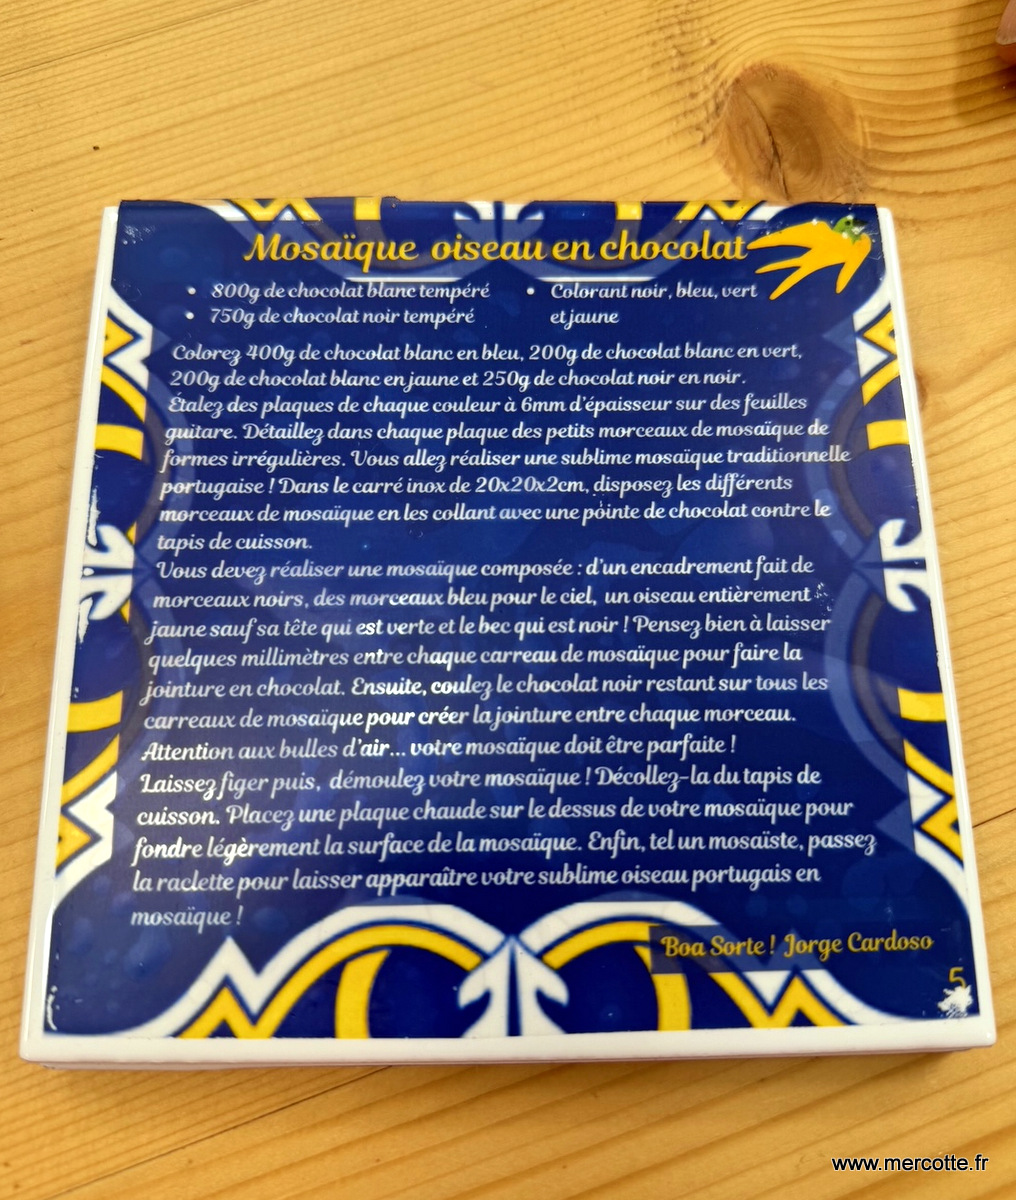 Mosaïque oiseau en chocolat
• 800g de chocolat blanc tempéré
• 750g de chocolat noir tempéré
• Colorant noir, bleu, vert
et jaune
Colorez 400g de chocolat blanc en bleu, 200g de chocolat blanc en vert,
200g de chocolat blanc en jaune et 250g de chocolat noir en noir.
Étalez des plaques de chaque couleur à 6mm d'épaisseur sur des feuilles
guitare. Détaillez dans chaque plaque des petits morceaux de mosaïque de
formes irrégulières. Vous allez réaliser une sublime mosaïque traditionnelle
portugaise ! Dans le carré inox de 20x20x2cm, disposez les différents
morceaux de mosaïque en les collant avec une pointe de chocolat contre le
tapis de cuisson.
Vous devez réaliser une mosaïque composée : d'un encadrement fait de
morceaux noirs, des morceaux bleu pour le ciel, un oiseau entièrement
jaune sauf sa tête qui est verte et le bec qui est noir ! Pensez bien à laisser
quelques millimètres entre chaque carreau de mosaïque pour faire la
jointure en chocolat. Ensuite, coulez le chocolat noir restant sur tous les
carreaux de mosaïque pour créer la jointure entre chaque morceau.
Attention aux bulles d'air... votre mosaïque doit être parfaite !
Laissez figer puis, démoulez votre mosaïque ! Décollez-la du tapis de
cuisson. Placez une plaque chaude sur le dessus de votre mosaïque pour
fondre légèrement la surface de la mosaïque. Enfin, tel un mosaïste, passez
la raclette pour laisser apparaître votre sublime oiseau portugais en
mosaïque !
Boa Sorte ! Jorge Cardoso
5
www.mercotte.fr